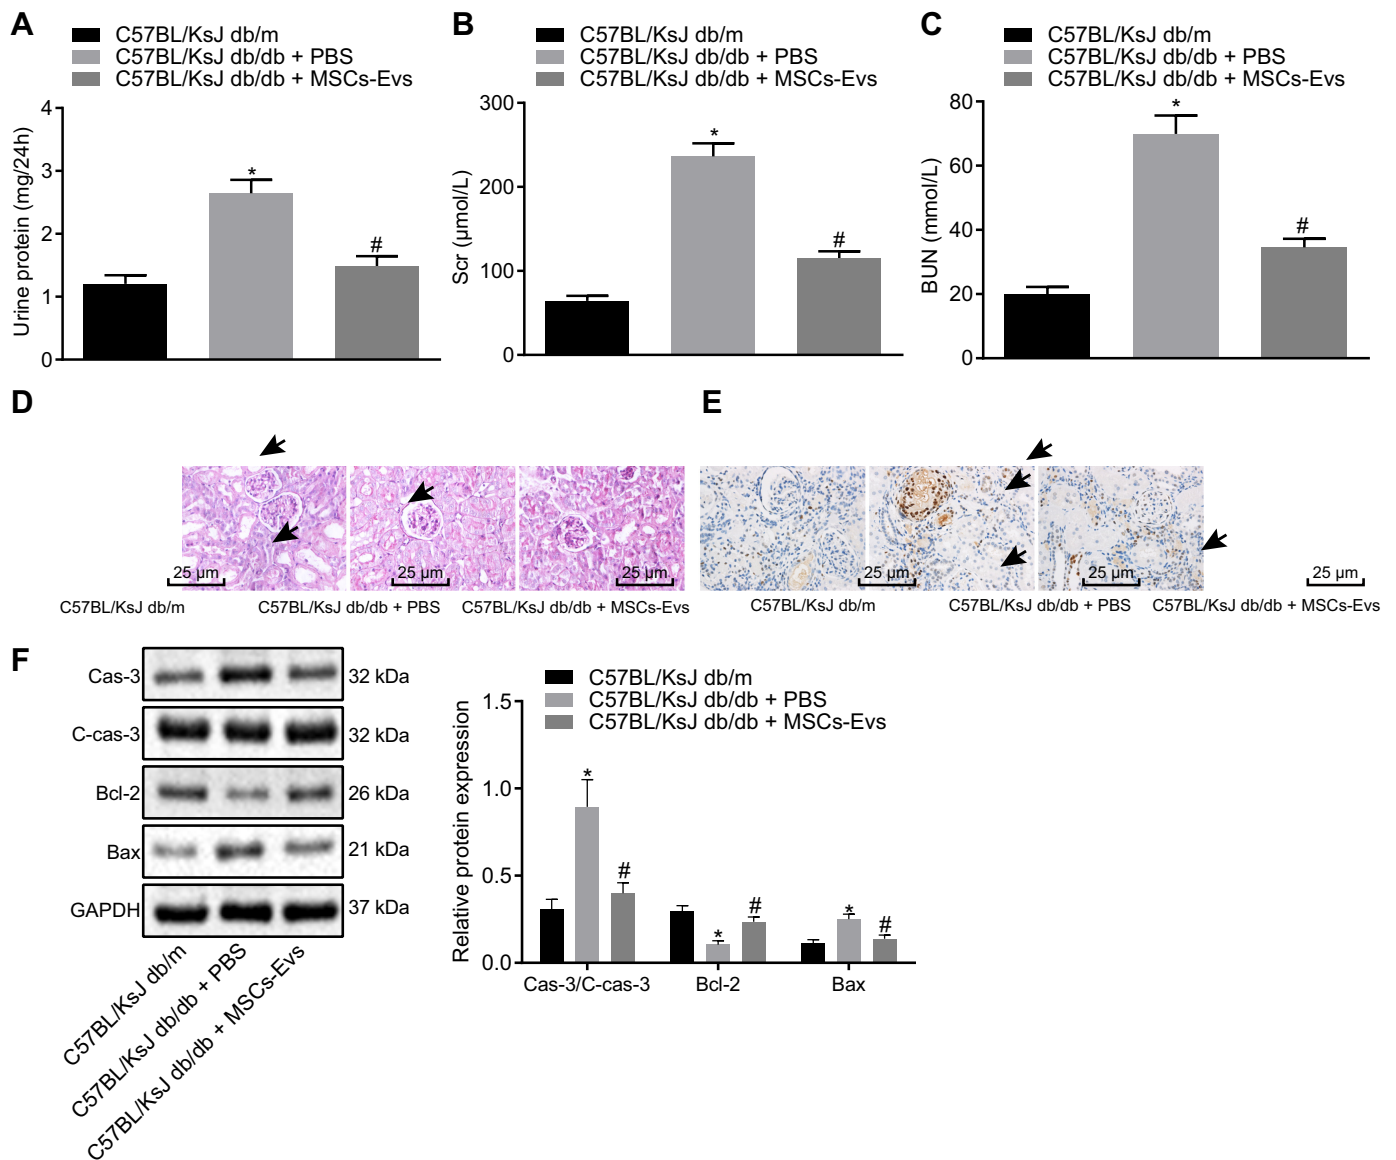 A
C57BL/KsJ db/m
C57BL/KsJ db/db + PBS
C57BL/KsJ db/db + MSCs-Evs
Urine protein (mg/24h)
4
3
2
1
0
*
#
B
C57BL/KsJ db/m
C57BL/KsJ db/db + PBS
C57BL/KsJ db/db + MSCs-Evs
Scr (μmol/L)
300
200
100
0
*
#
C
C57BL/KsJ db/m
C57BL/KsJ db/db + PBS
C57BL/KsJ db/db + MSCs-Evs
BUN (mmol/L)
80
60
40
20
0
*
#
D
25 μm
25 μm
25 μm
C57BL/KsJ db/m
C57BL/KsJ db/db + PBS
C57BL/KsJ db/db + MSCs-Evs
E
25 μm
25 μm
25 μm
C57BL/KsJ db/m
C57BL/KsJ db/db + PBS
C57BL/KsJ db/db + MSCs-Evs
F
Cas-3
32 kDa
C-cas-3
32 kDa
Bcl-2
26 kDa
Bax
21 kDa
GAPDH
37 kDa
C57BL/KsJ db/m
C57BL/KsJ db/db + PBS
C57BL/KsJ db/db + MSCs-Evs
C57BL/KsJ db/m
C57BL/KsJ db/db + PBS
C57BL/KsJ db/db + MSCs-Evs
Relative protein expression
1.5
1.0
0.5
0.0
*
#
*
#
*
#
Cas-3/C-cas-3
Bcl-2
Bax